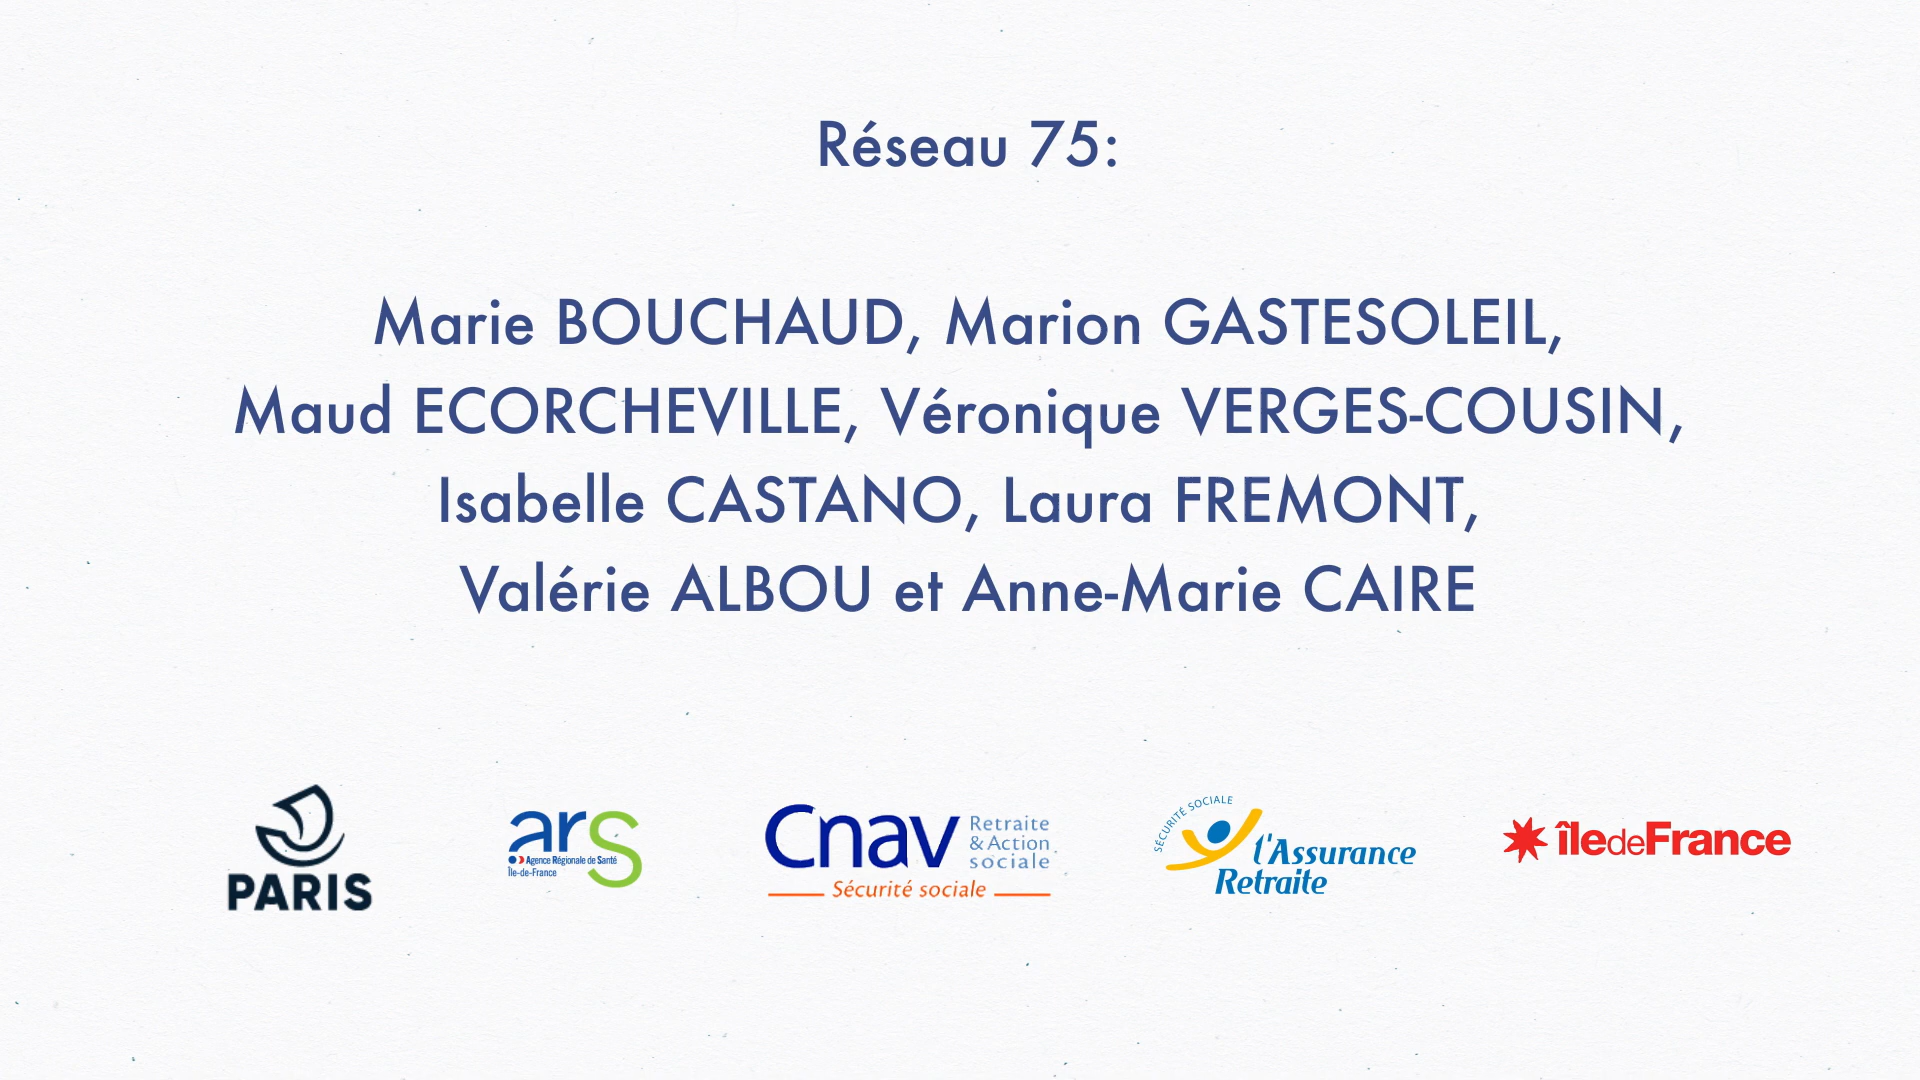 Réseau 75:
Marie BOUCHAUD, Marion GASTESOLEIL,
Maud ECORCHEVILLE, Véronique VERGES-COUSIN,
Isabelle CASTANO, Laura FREMONT,
Valérie ALBOU et Anne-Marie CAIRE
PARIS
ars
Agence Régionale de Santé
Île-de-France
Cnav
Retraite
& Action
sociale
Sécurité sociale
SÉCURITÉ SOCIALE
l'Assurance
Retraite
îledeFrance